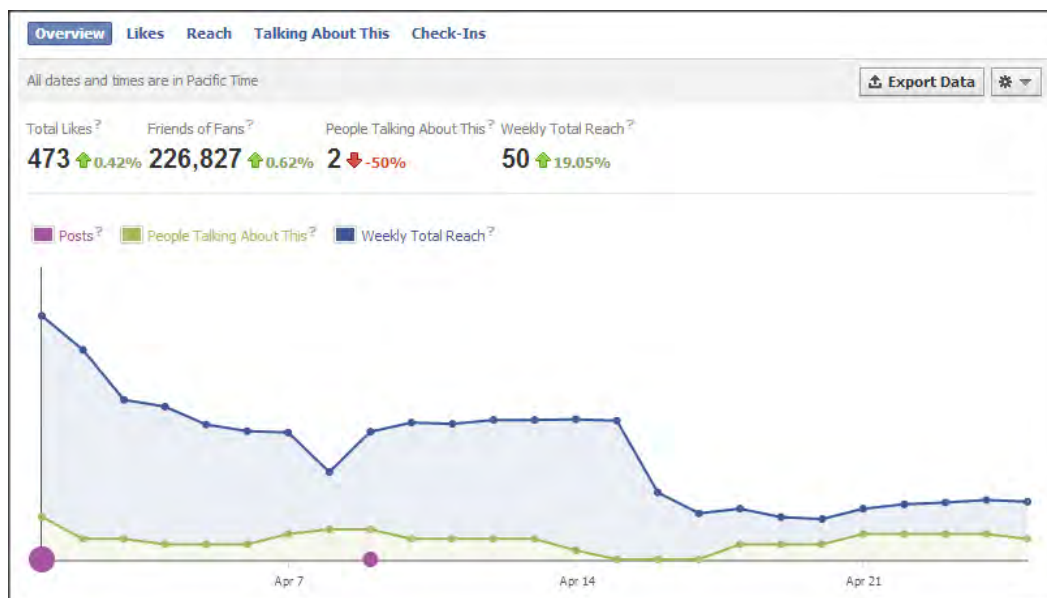 Overview Likes Reach Talking About This Check-Ins
All dates and times are in Pacific Time Export Data
Total Likes? Friends of Fans? People Talking About This? Weekly Total Reach?
473 0.42% 226,827 0.62% 2 -50% 50 19.05%
Posts? People Talking About This? Weekly Total Reach?
Apr 7 Apr 14 Apr 21